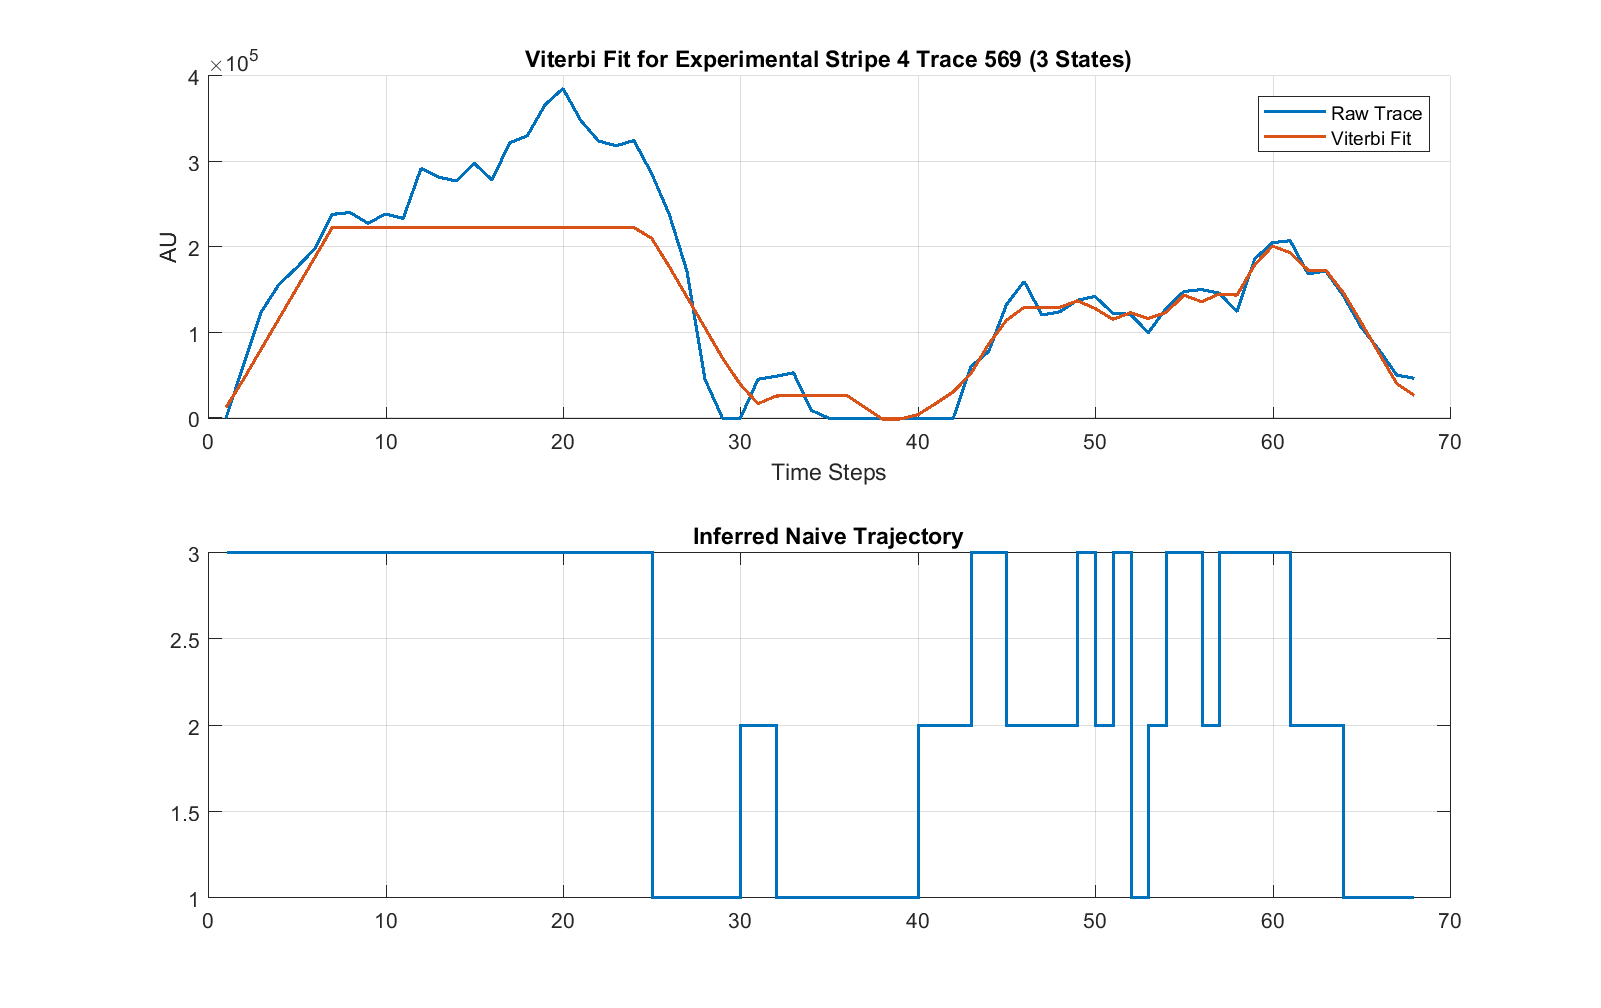 Viterbi Fit for Experimental Stripe 4 Trace 569 (3 States)
×10⁵
4
3
2
1
0
AU
Raw Trace
Viterbi Fit
0 10 20 30 40 50 60 70
Time Steps
Inferred Naive Trajectory
3
2.5
2
1.5
1
0 10 20 30 40 50 60 70